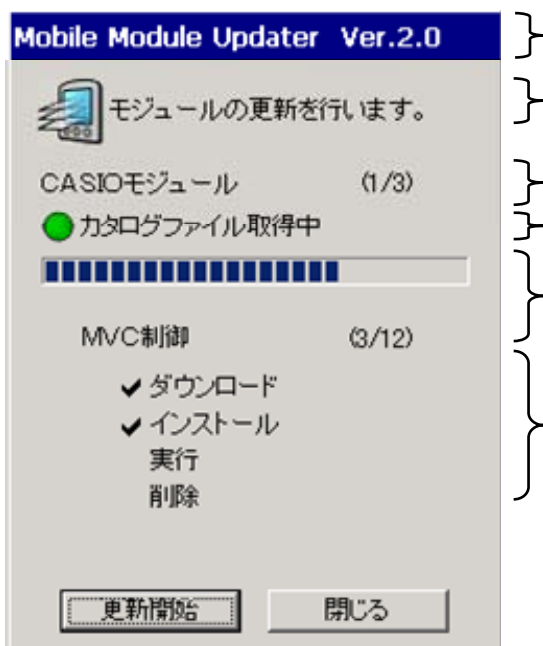 Mobile Module Updater Ver.2.0
モジュールの更新を行います。
CASIOモジュール (1/3)
カタログファイル取得中
MVC制御 (3/12)
ダウンロード
インストール
実行
削除
更新開始 閉じる